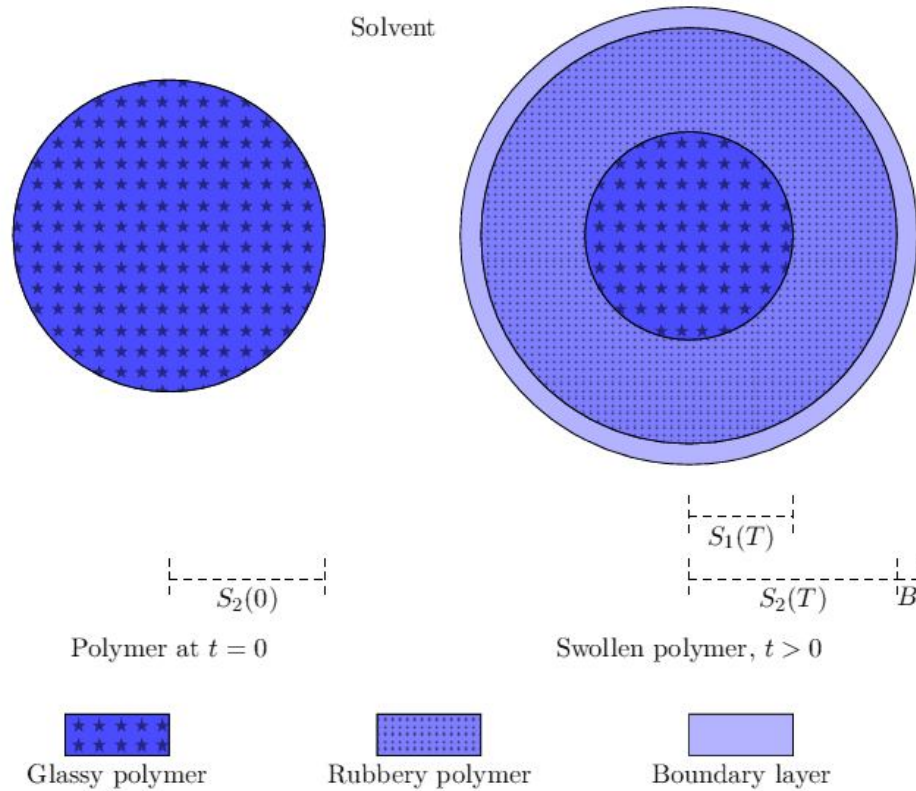 Solvent
S₁(T)
S₂(0)
S₂(T)
B
Polymer at t = 0
Swollen polymer, t > 0
Glassy polymer
Rubbery polymer
Boundary layer